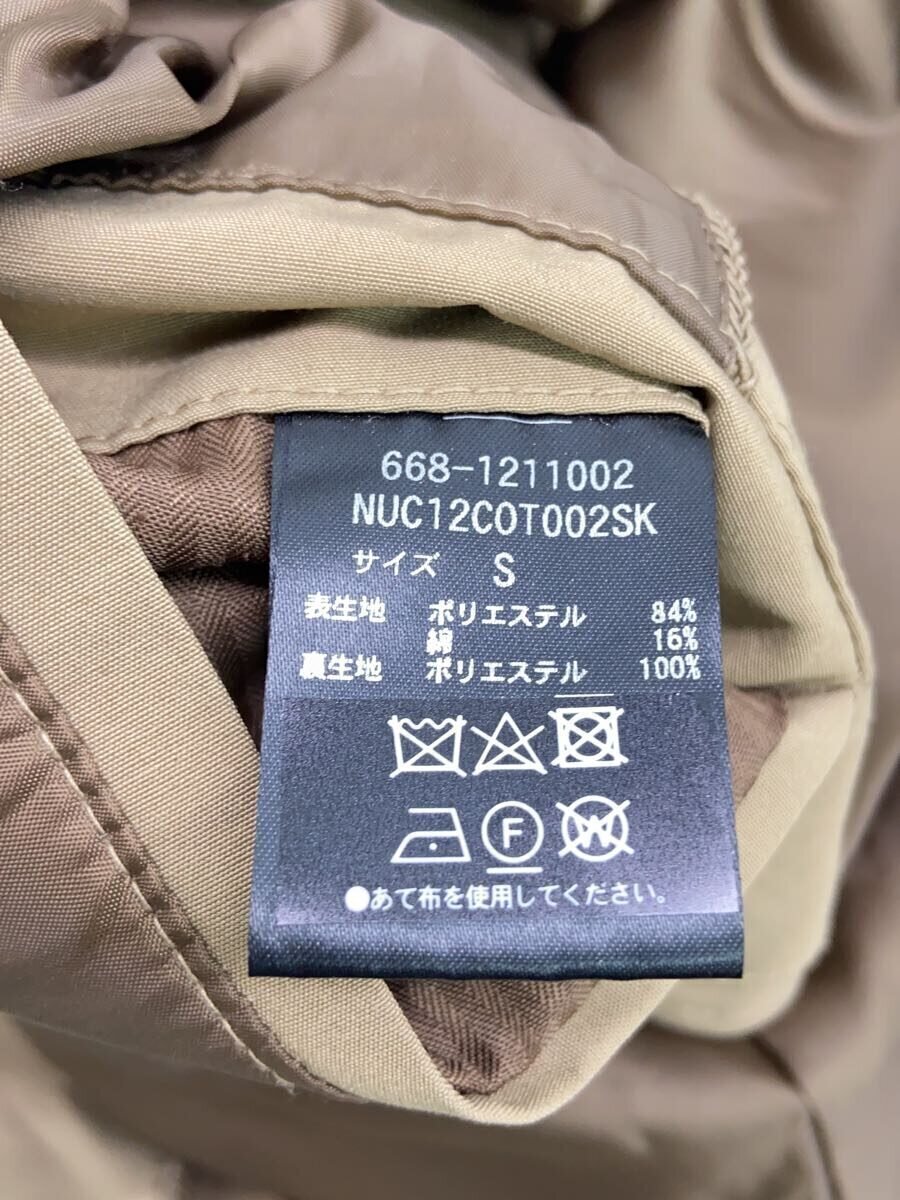 668-1211002
NUC12COT002SK
サイズ S
表生地 ポリエステル 84%
綿 16%
裏生地 ポリエステル 100%
F W
●あて布を使用してください。